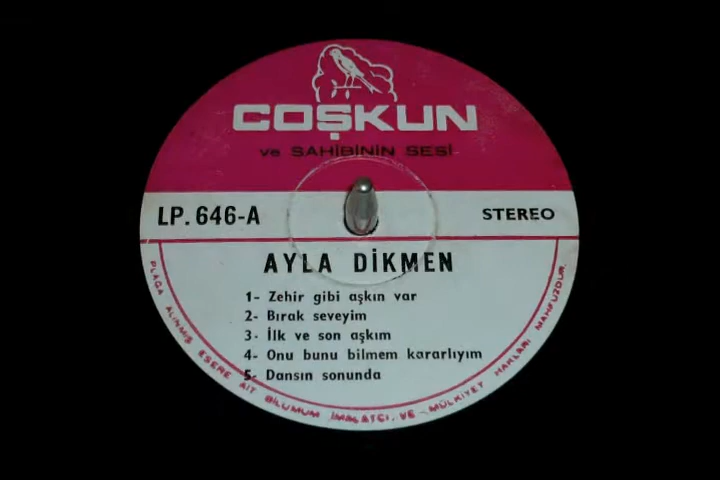 COŞKUN
ve SAHİBİNİN SESİ
LP. 646-A
STEREO
AYLA DİKMEN
1- Zehir gibi aşkın var
2- Bırak seveyim
3- İlk ve son aşkım
4- Onu bunu bilmem kararlıyım
5- Dansın sonunda
PLAĞA ALINMIŞ ESERE AİT BİLUMUM İMALATÇI. VE - MÜLKİYET HAKLARI MAHFUZDUR.